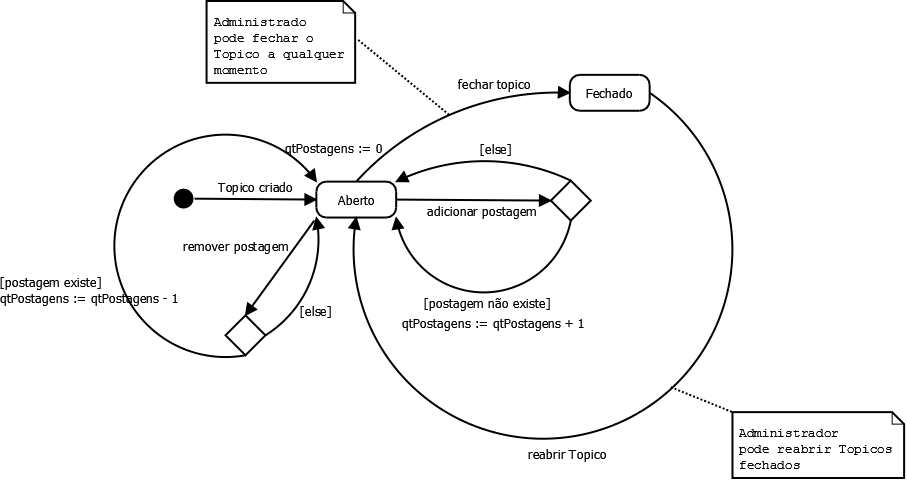 Administrado
pode fechar o
Topico a qualquer
momento
fechar topico
Fechado
qtPostagens := 0
[else]
Topico criado
Aberto
adicionar postagem
remover postagem
[postagem existe]
qtPostagens := qtPostagens - 1
[else]
[postagem não existe]
qtPostagens := qtPostagens + 1
reabrir Topico
Administrador
pode reabrir Topicos
fechados